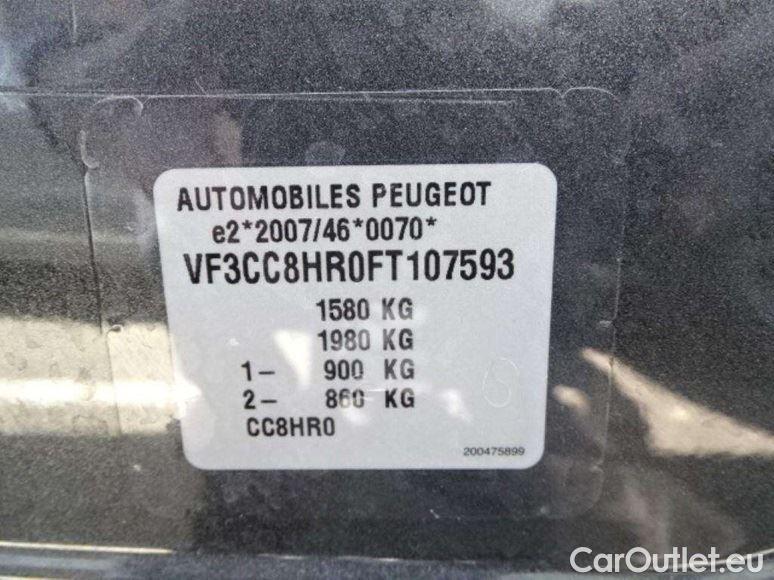 AUTOMOBILES PEUGEOT
e2*2007/46*0070*
VF3CC8HR0FT107593
1580 KG
1980 KG
1- 900 KG
2- 860 KG
CC8HR0
200475899
CarOutlet.eu